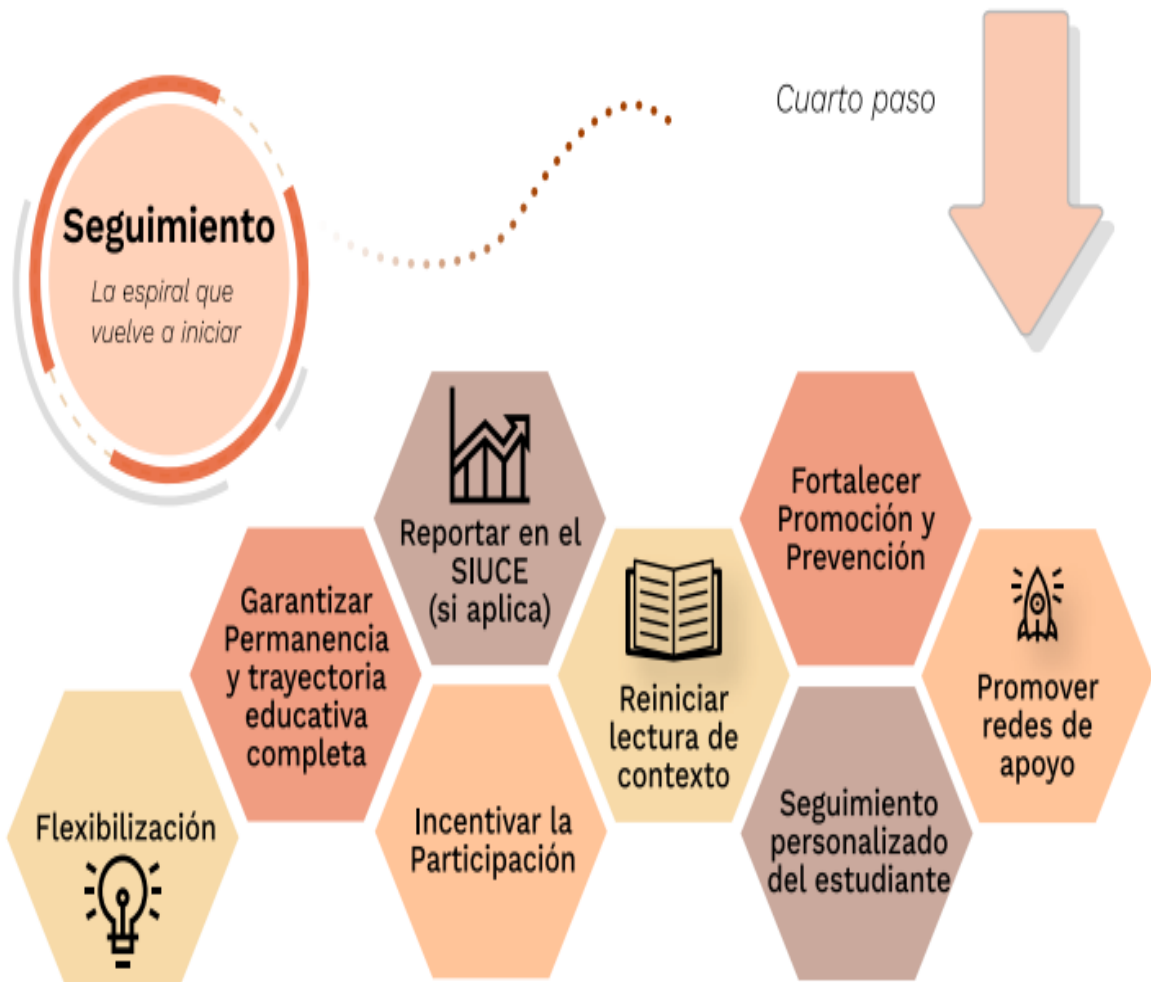 Cuarto paso
Seguimiento
La espiral que
vuelve a iniciar
Reportar en el
SIUCE
(si aplica)
Fortalecer
Promoción y
Prevención
Garantizar
Permanencia
y trayectoria
educativa
completa
Reiniciar
lectura de
contexto
Promover
redes de
apoyo
Flexibilización
Incentivar la
Participación
Seguimiento
personalizado
del estudiante